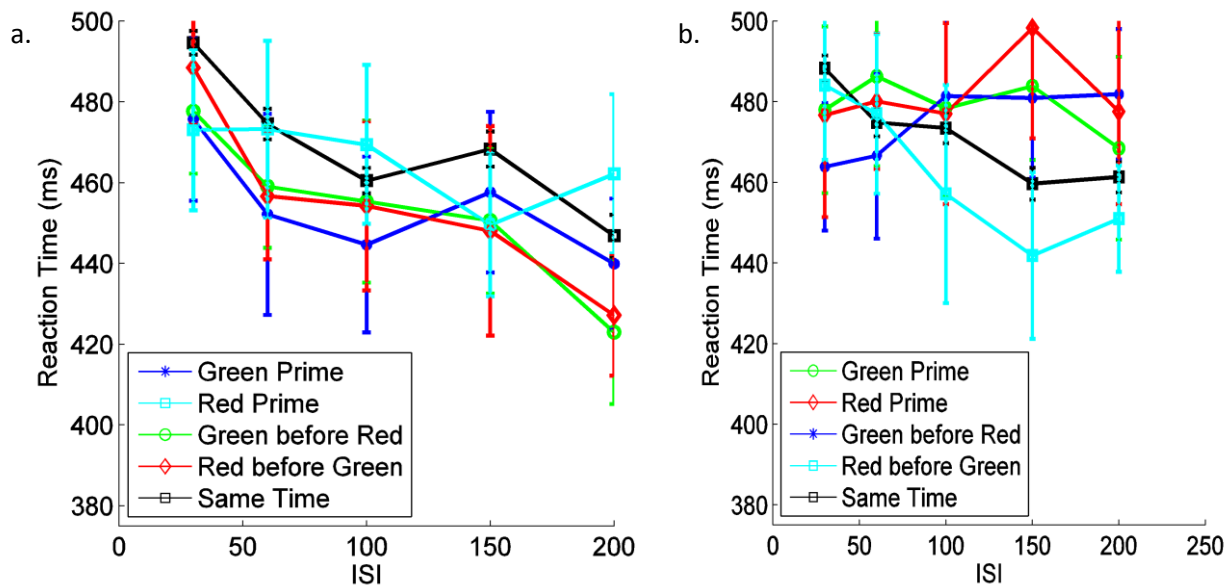 a.
Reaction Time (ms)
500
480
460
440
420
400
380
Green Prime
Red Prime
Green before Red
Red before Green
Same Time
0
50
100
150
200
ISI
b.
Reaction Time (ms)
500
480
460
440
420
400
380
Green Prime
Red Prime
Green before Red
Red before Green
Same Time
0
50
100
150
200
250
ISI